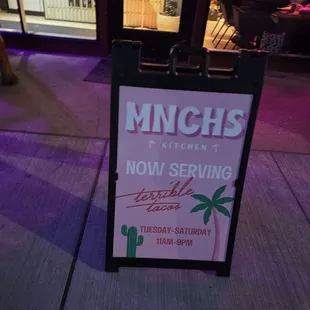 MNCHS
KITCHEN
NOW SERVING
terrible
tacos
TUESDAY-SATURDAY
11AM-9PM